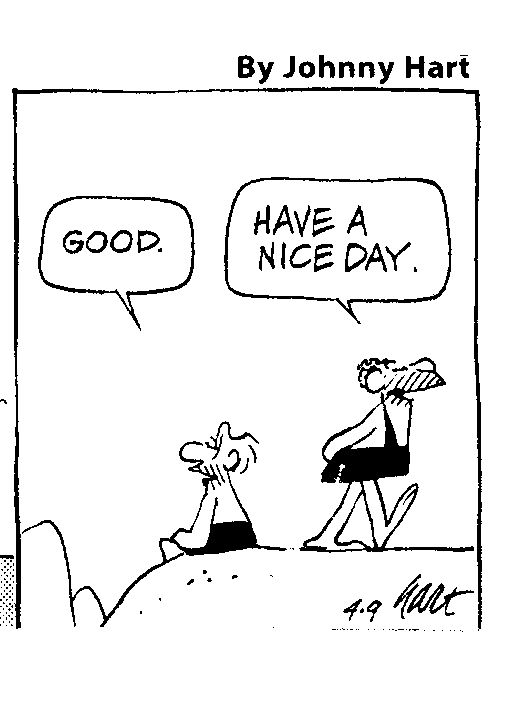 By Johnny Hart
GOOD.
HAVE A
NICE DAY.
4.9 HART